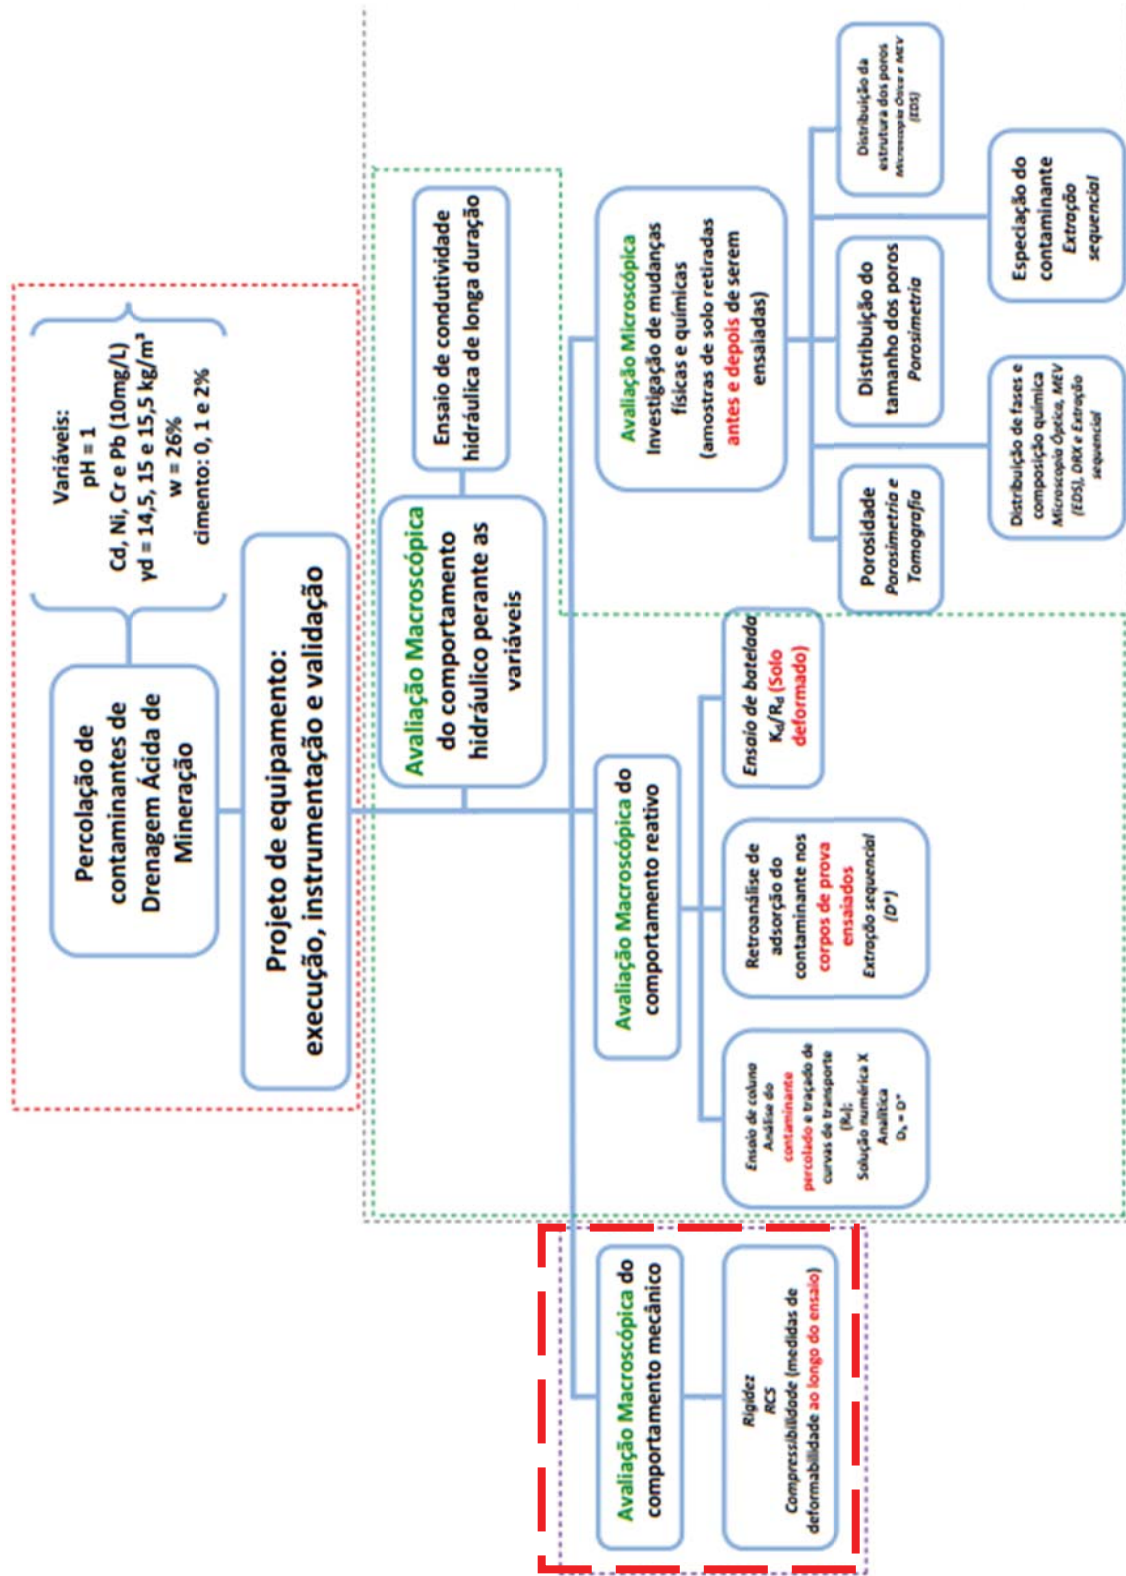 Percolação de
contaminantes de
Drenagem Ácida de
Mineração
Variáveis:
pH = 1
Cd, Ni, Cr e Pb (10mg/L)
γd = 14,5, 15 e 15,5 kg/m³
w = 26%
cimento: 0, 1 e 2%
Projeto de equipamento:
execução, instrumentação e validação
Avaliação Macroscópica
do comportamento
hidráulico perante as
variáveis
Ensaio de condutividade
hidráulica de longa duração
Avaliação Macroscópica do
comportamento mecânico
Rigidez
RCS
Compressibilidade (medidas de
deformabilidade ao longo do ensaio)
Avaliação Macroscópica do
comportamento reativo
Ensaio de coluna
Análise do
contaminante
percolado e traçado de
curvas de transporte
(Rd);
Solução numérica X
Analítica
Retroanálise de
adsorção do
contaminante nos
corpos de prova
ensaiados
Extração sequencial
(D*)
Ensaio de batelada
Kd/Rd (Solo
deformado)
Avaliação Microscópica
Investigação de mudanças
físicas e químicas
(amostras de solo retiradas
antes e depois de serem
ensaiadas)
Porosidade
Porosimetria e
Tomografia
Distribuição de fases e
composição química
Microscopia Óptica, MEV
(EDS), DRX e Extração
sequencial
Distribuição do
tamanho dos poros
Porosimetria
Especiação do
contaminante
Extração
sequencial
Distribuição da
estrutura dos poros
Microscopia Ótica e MEV
(EDS)